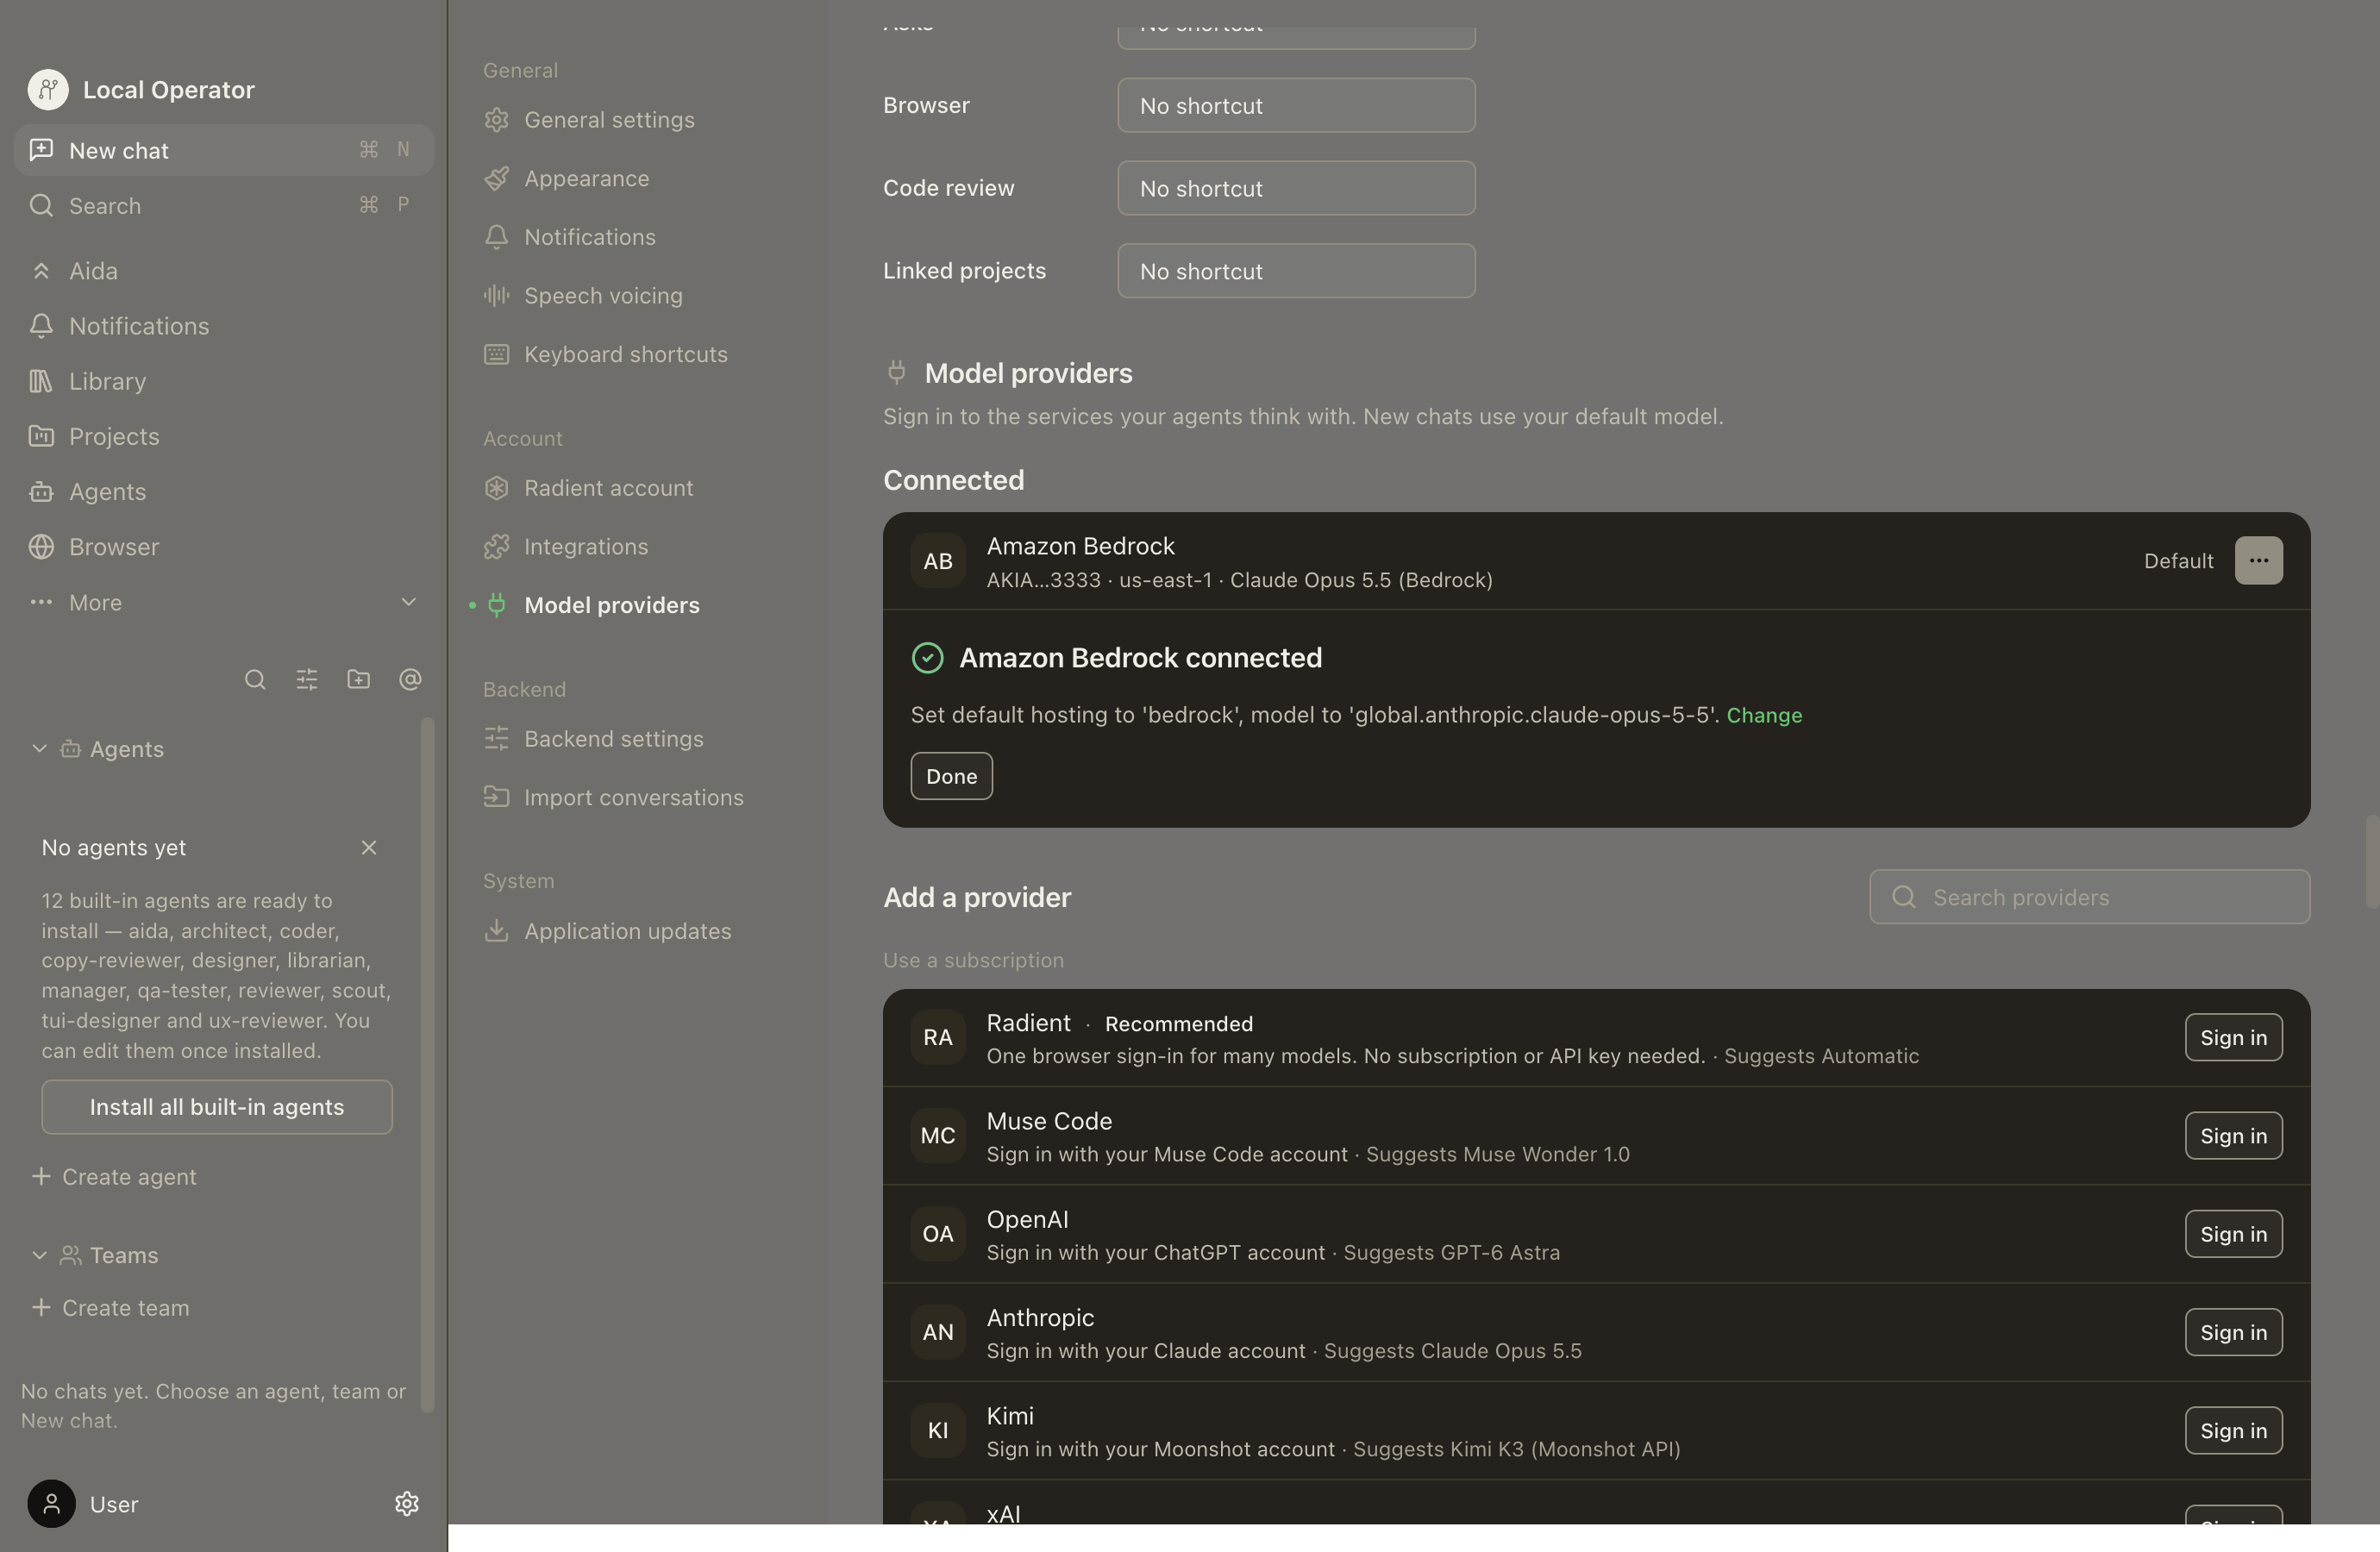 Local Operator
New chat ⌘ N
Search ⌘ P
Aida
Notifications
Library
Projects
Agents
Browser
More
Agents
No agents yet
12 built-in agents are ready to
install — aida, architect, coder,
copy-reviewer, designer, librarian,
manager, qa-tester, reviewer, scout,
tui-designer and ux-reviewer. You
can edit them once installed.
Install all built-in agents
Create agent
Teams
Create team
No chats yet. Choose an agent, team or
New chat.
User
General
General settings
Appearance
Notifications
Speech voicing
Keyboard shortcuts
Account
Radient account
Integrations
Model providers
Backend
Backend settings
Import conversations
System
Application updates
No shortcut
Browser No shortcut
Code review No shortcut
Linked projects No shortcut
Model providers
Sign in to the services your agents think with. New chats use your default model.
Connected
AB Amazon Bedrock
AKIA...3333 · us-east-1 · Claude Opus 5.5 (Bedrock)
Default
Amazon Bedrock connected
Set default hosting to 'bedrock', model to 'global.anthropic.claude-opus-5-5'. Change
Done
Add a provider
Search providers
Use a subscription
RA Radient · Recommended
One browser sign-in for many models. No subscription or API key needed. · Suggests Automatic
Sign in
MC Muse Code
Sign in with your Muse Code account · Suggests Muse Wonder 1.0
Sign in
OA OpenAI
Sign in with your ChatGPT account · Suggests GPT-6 Astra
Sign in
AN Anthropic
Sign in with your Claude account · Suggests Claude Opus 5.5
Sign in
KI Kimi
Sign in with your Moonshot account · Suggests Kimi K3 (Moonshot API)
Sign in
xAI